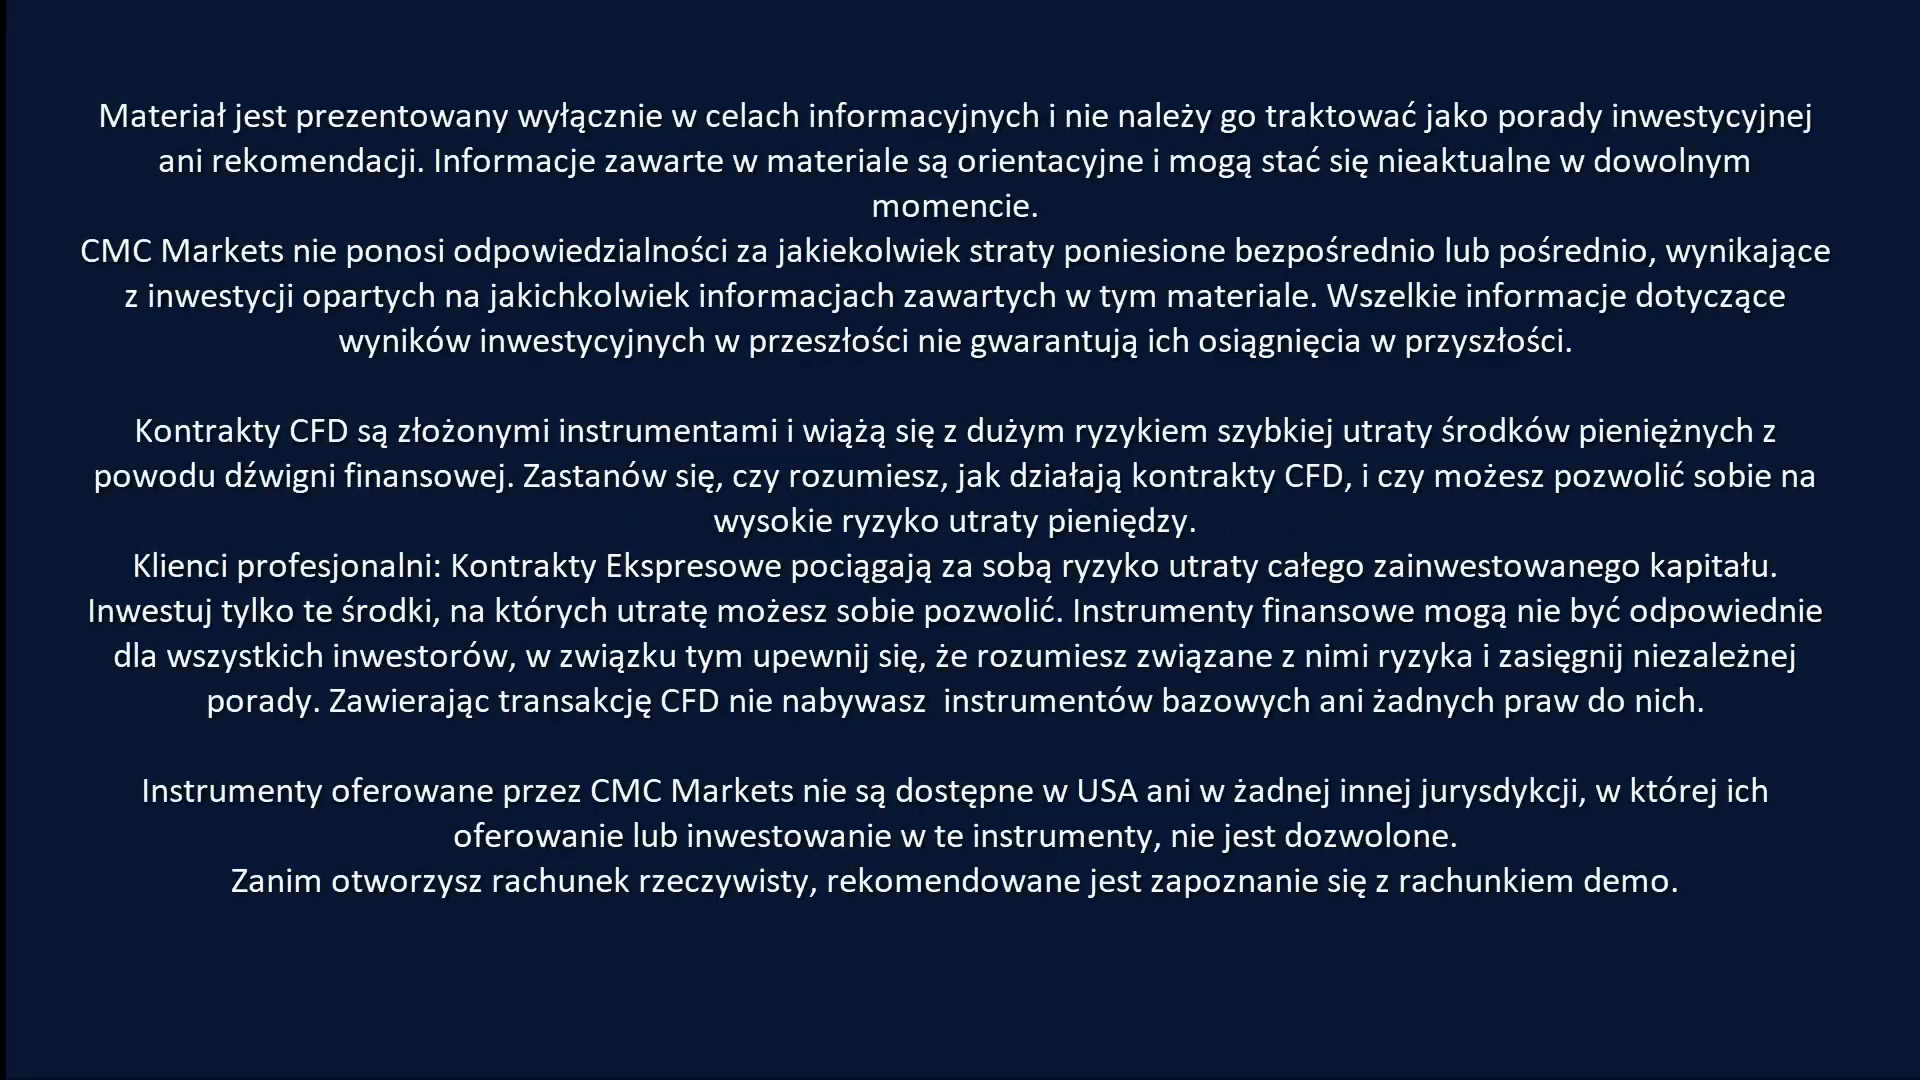 Materiał jest prezentowany wyłącznie w celach informacyjnych i nie należy go traktować jako porady inwestycyjnej
ani rekomendacji. Informacje zawarte w materiale są orientacyjne i mogą stać się nieaktualne w dowolnym
momencie.
CMC Markets nie ponosi odpowiedzialności za jakiekolwiek straty poniesione bezpośrednio lub pośrednio, wynikające
z inwestycji opartych na jakichkolwiek informacjach zawartych w tym materiale. Wszelkie informacje dotyczące
wyników inwestycyjnych w przeszłości nie gwarantują ich osiągnięcia w przyszłości.
Kontrakty CFD są złożonymi instrumentami i wiążą się z dużym ryzykiem szybkiej utraty środków pieniężnych z
powodu dźwigni finansowej. Zastanów się, czy rozumiesz, jak działają kontrakty CFD, i czy możesz pozwolić sobie na
wysokie ryzyko utraty pieniędzy.
Klienci profesjonalni: Kontrakty Ekspresowe pociągają za sobą ryzyko utraty całego zainwestowanego kapitału.
Inwestuj tylko te środki, na których utratę możesz sobie pozwolić. Instrumenty finansowe mogą nie być odpowiednie
dla wszystkich inwestorów, w związku tym upewnij się, że rozumiesz związane z nimi ryzyka i zasięgnij niezależnej
porady. Zawierając transakcję CFD nie nabywasz  instrumentów bazowych ani żadnych praw do nich.
Instrumenty oferowane przez CMC Markets nie są dostępne w USA ani w żadnej innej jurysdykcji, w której ich
oferowanie lub inwestowanie w te instrumenty, nie jest dozwolone.
Zanim otworzysz rachunek rzeczywisty, rekomendowane jest zapoznanie się z rachunkiem demo.